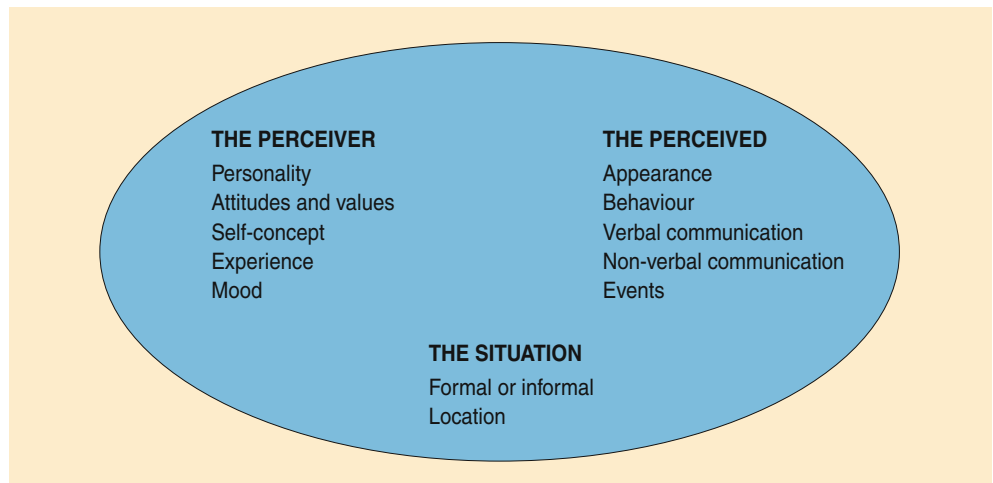 THE PERCEIVER
Personality
Attitudes and values
Self-concept
Experience
Mood
THE PERCEIVED
Appearance
Behaviour
Verbal communication
Non-verbal communication
Events
THE SITUATION
Formal or informal
Location